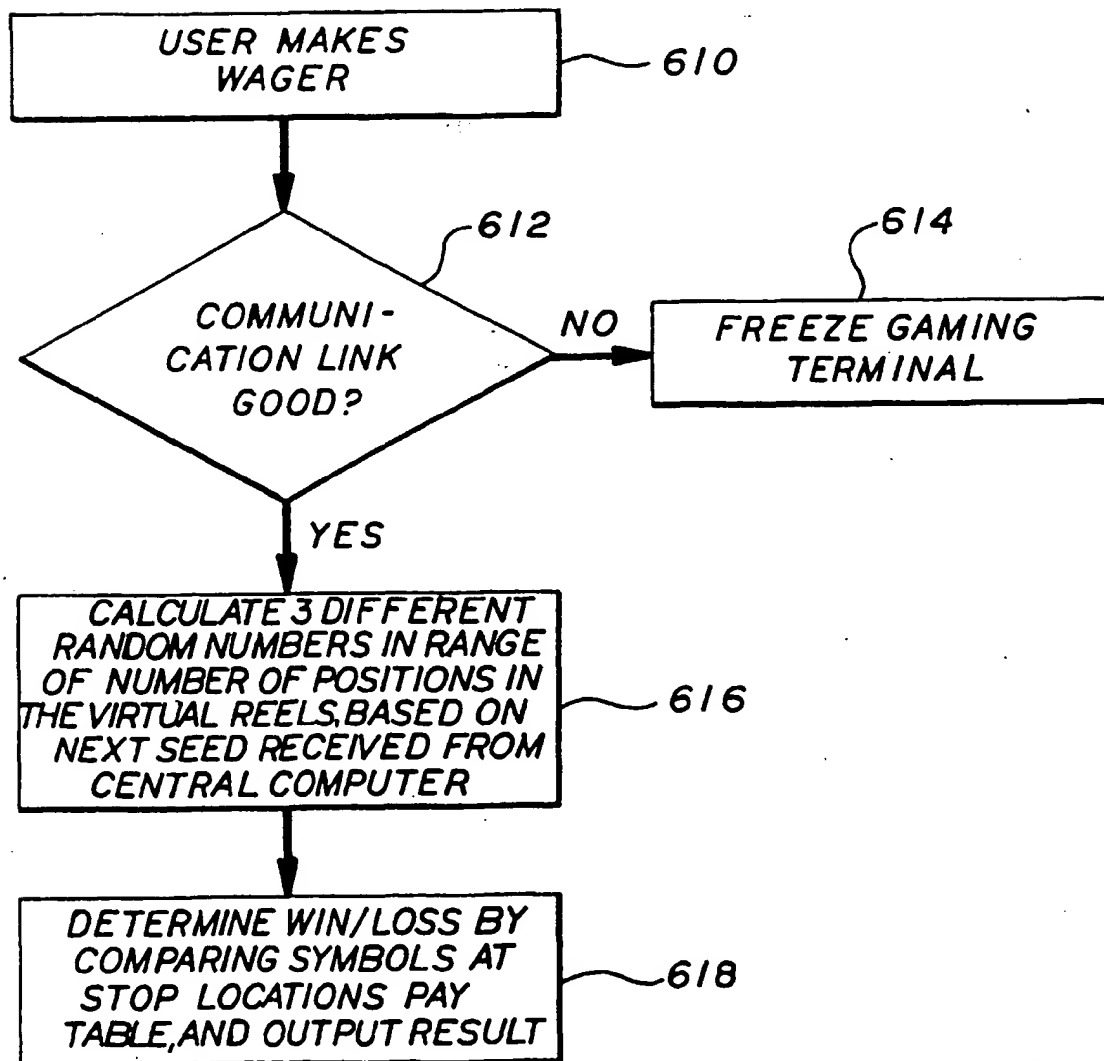 USER MAKES
WAGER
610
612
614
COMMUNI-
CATION LINK
GOOD?
NO
FREEZE GAMING
TERMINAL
YES
CALCULATE 3 DIFFERENT
RANDOM NUMBERS IN RANGE
OF NUMBER OF POSITIONS IN
THE VIRTUAL REELS, BASED ON
NEXT SEED RECEIVED FROM
CENTRAL COMPUTER
616
DETERMINE WIN/LOSS BY
COMPARING SYMBOLS AT
STOP LOCATIONS PAY
TABLE, AND OUTPUT RESULT
618